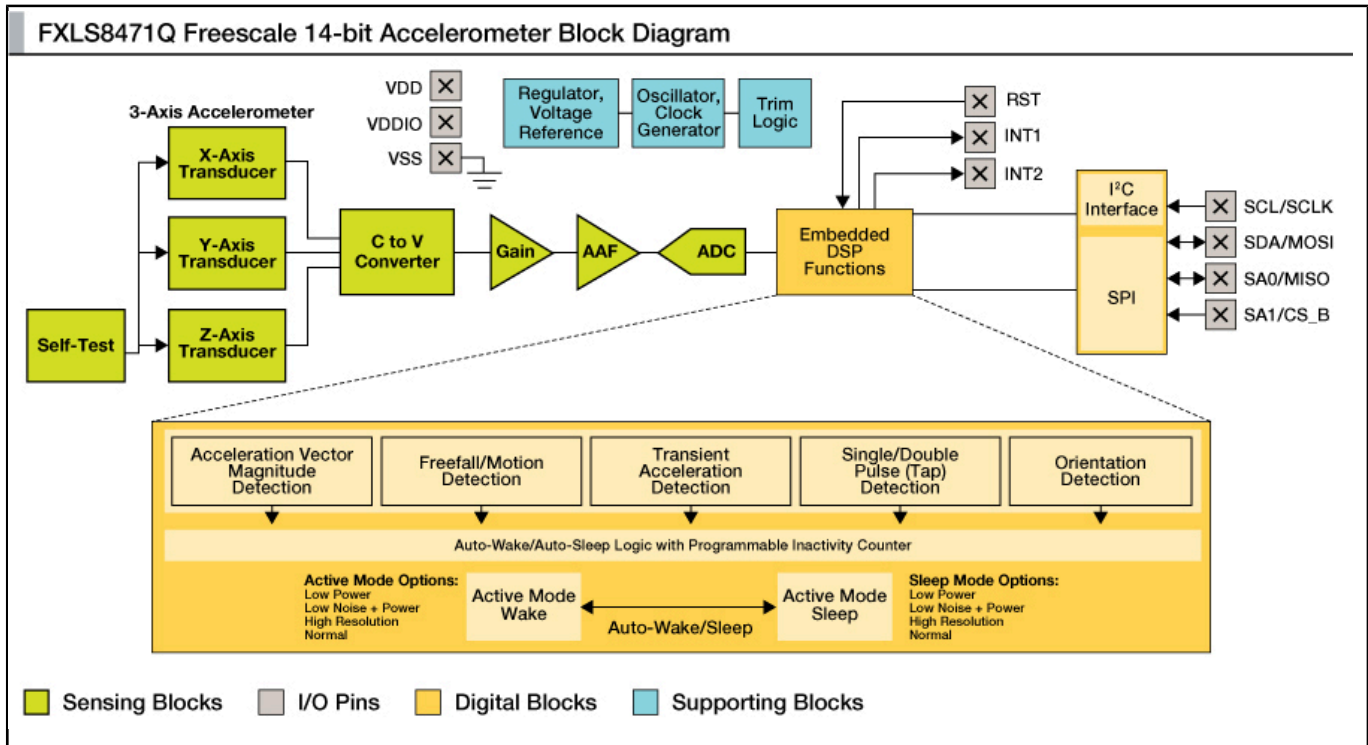 FXLS8471Q Freescale 14-bit Accelerometer Block Diagram
3-Axis Accelerometer
X-Axis
Transducer
Y-Axis
Transducer
Z-Axis
Transducer
Self-Test
VDD
VDDIO
VSS
Regulator,
Voltage
Reference
Oscillator,
Clock
Generator
Trim
Logic
RST
INT1
INT2
C to V
Converter
Gain
AAF
ADC
Embedded
DSP
Functions
I²C
Interface
SPI
SCL/SCLK
SDA/MOSI
SA0/MISO
SA1/CS_B
Acceleration Vector
Magnitude
Detection
Freefall/Motion
Detection
Transient
Acceleration
Detection
Single/Double
Pulse (Tap)
Detection
Orientation
Detection
Auto-Wake/Auto-Sleep Logic with Programmable Inactivity Counter
Active Mode Options:
Low Power
Low Noise + Power
High Resolution
Normal
Active Mode
Wake
Auto-Wake/Sleep
Active Mode
Sleep
Sleep Mode Options:
Low Power
Low Noise + Power
High Resolution
Normal
Sensing Blocks
I/O Pins
Digital Blocks
Supporting Blocks